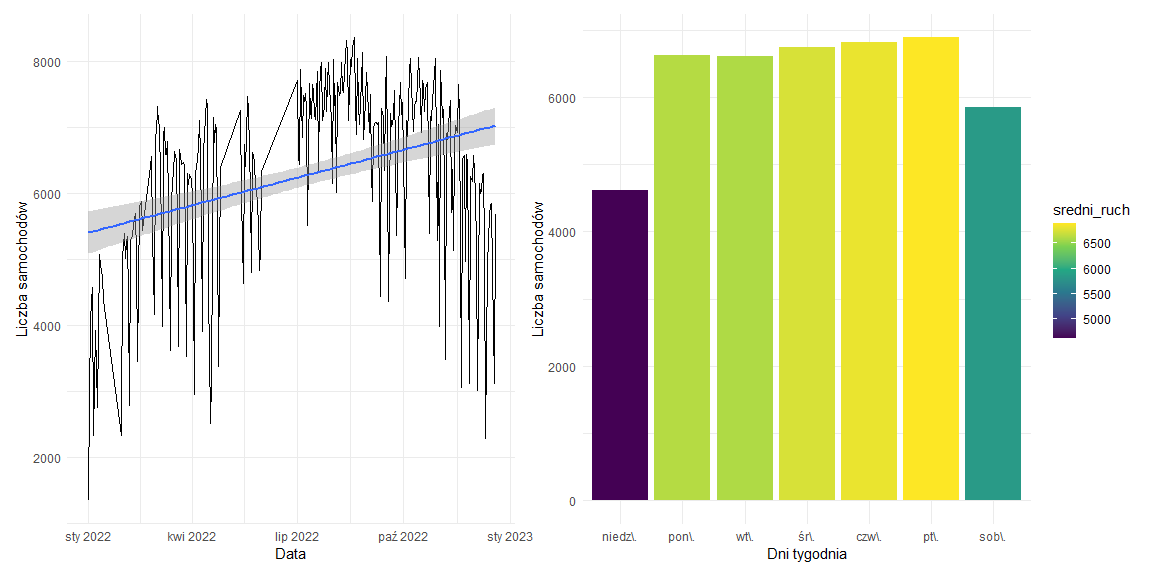 Liczba samochodów
8000
6000
4000
2000
sty 2022
kwi 2022
lip 2022
paź 2022
sty 2023
Data
Liczba samochodów
6000
4000
2000
0
niedz\.
pon\.
wt\.
śr\.
czw\.
pt\.
sob\.
Dni tygodnia
sredni_ruch
6500
6000
5500
5000